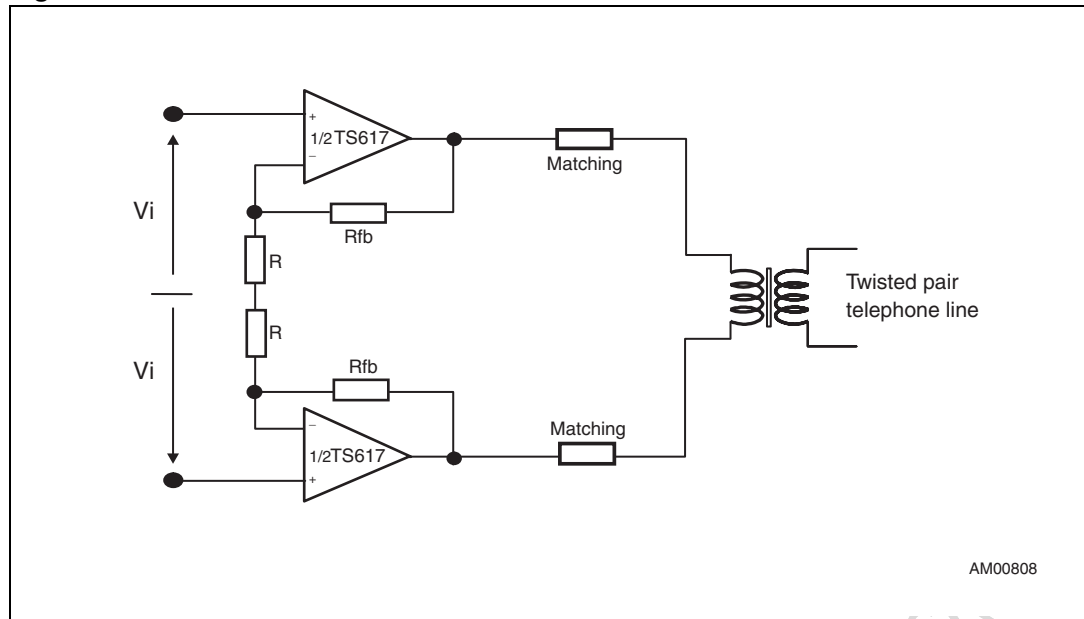 +
1/2TS617
−
Matching
Vi
Rfb
R
R
Twisted pair
telephone line
Vi
Rfb
−
1/2TS617
+
Matching
AM00808